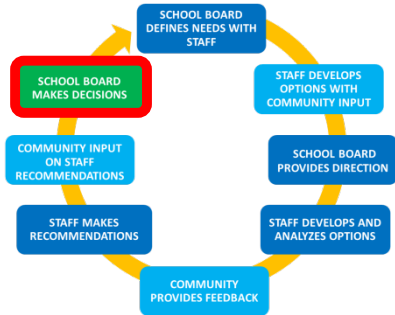 SCHOOL BOARD
DEFINES NEEDS WITH
STAFF
STAFF DEVELOPS
OPTIONS WITH
COMMUNITY INPUT
SCHOOL BOARD
PROVIDES DIRECTION
STAFF DEVELOPS AND
ANALYZES OPTIONS
COMMUNITY
PROVIDES FEEDBACK
STAFF MAKES
RECOMMENDATIONS
COMMUNITY INPUT
ON STAFF
RECOMMENDATIONS
SCHOOL BOARD
MAKES DECISIONS